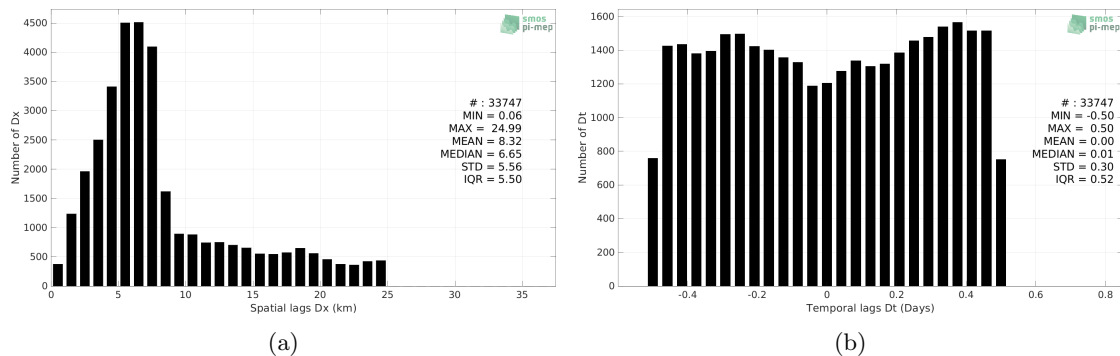 4500
4000
3500
3000
2500
2000
1500
1000
500
0
Number of Dx
0 5 10 15 20 25 30 35
Spatial lags Dx (km)
smos
pi-mep
# : 33747
MIN = 0.06
MAX = 24.99
MEAN = 8.32
MEDIAN = 6.65
STD = 5.56
IQR = 5.50
(a)
1600
1400
1200
1000
800
600
400
200
0
Number of Dt
-0.4 -0.2 0 0.2 0.4 0.6 0.8
Temporal lags Dt (Days)
smos
pi-mep
# : 33747
MIN = -0.50
MAX = 0.50
MEAN = 0.00
MEDIAN = 0.01
STD = 0.30
IQR = 0.52
(b)